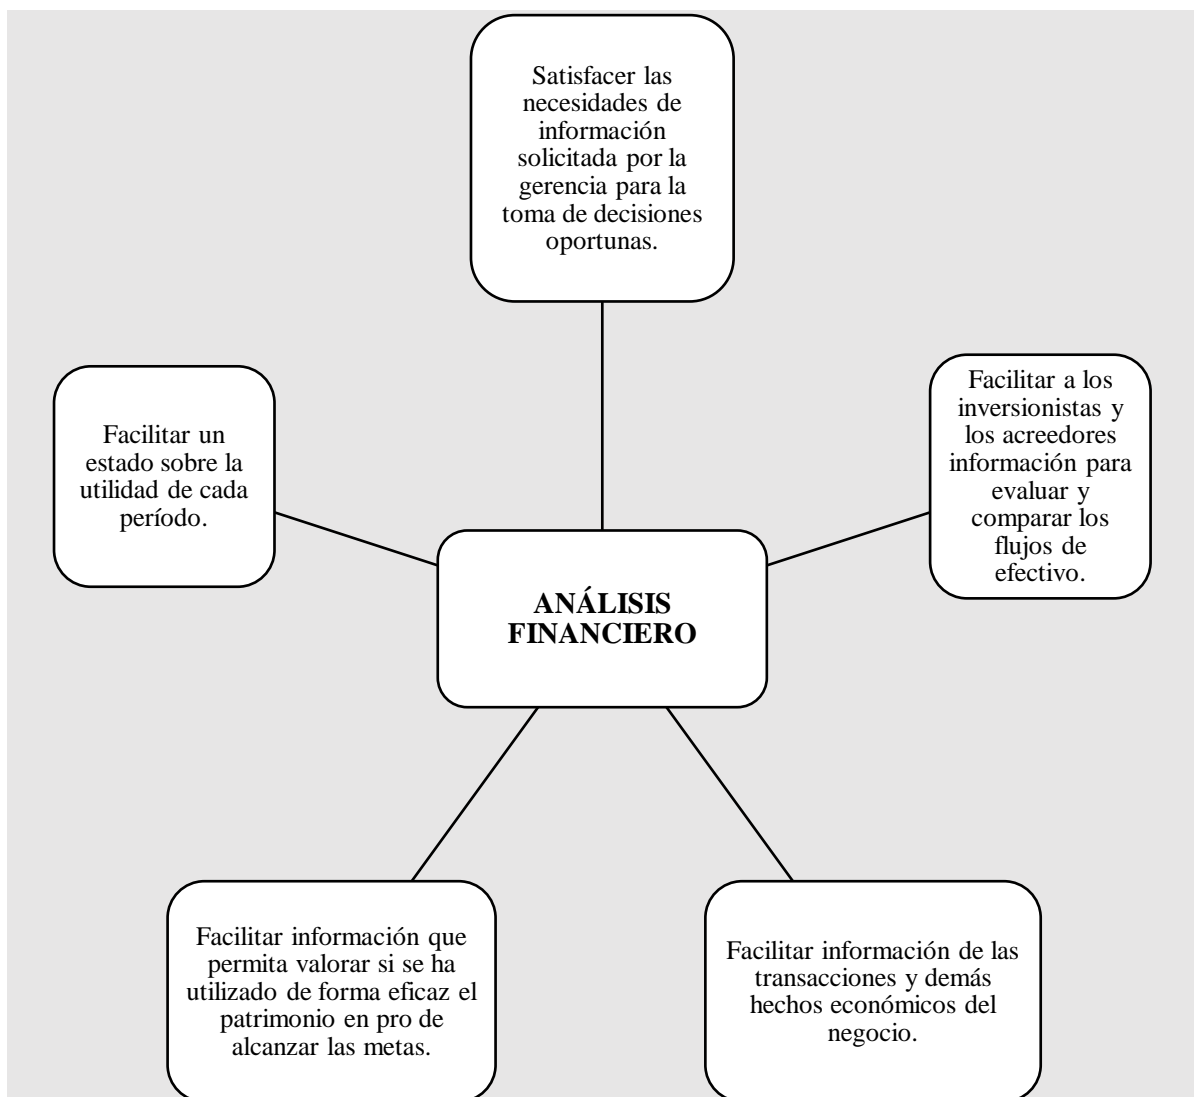 Satisfacer las
necesidades de
información
solicitada por la
gerencia para la
toma de decisiones
oportunas.
Facilitar a los
inversionistas y
los acreedores
información para
evaluar y
comparar los
flujos de
efectivo.
Facilitar un
estado sobre la
utilidad de cada
período.
ANÁLISIS
FINANCIERO
Facilitar información que
permita valorar si se ha
utilizado de forma eficaz el
patrimonio en pro de
alcanzar las metas.
Facilitar información de las
transacciones y demás
hechos económicos del
negocio.